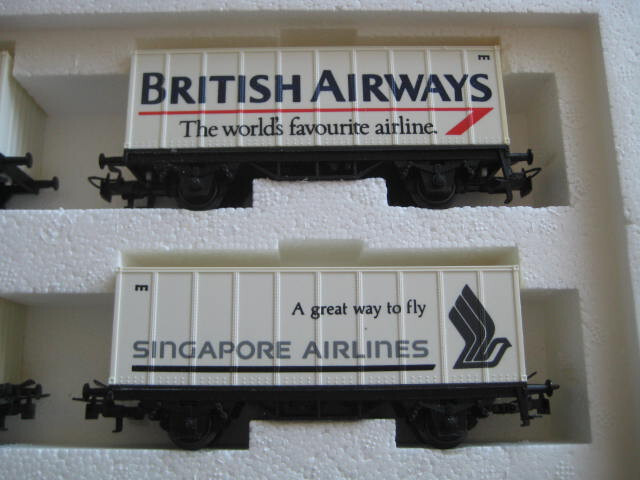 E
BRITISH AIRWAYS
The world's favourite airline.
E
A great way to fly
SINGAPORE AIRLINES